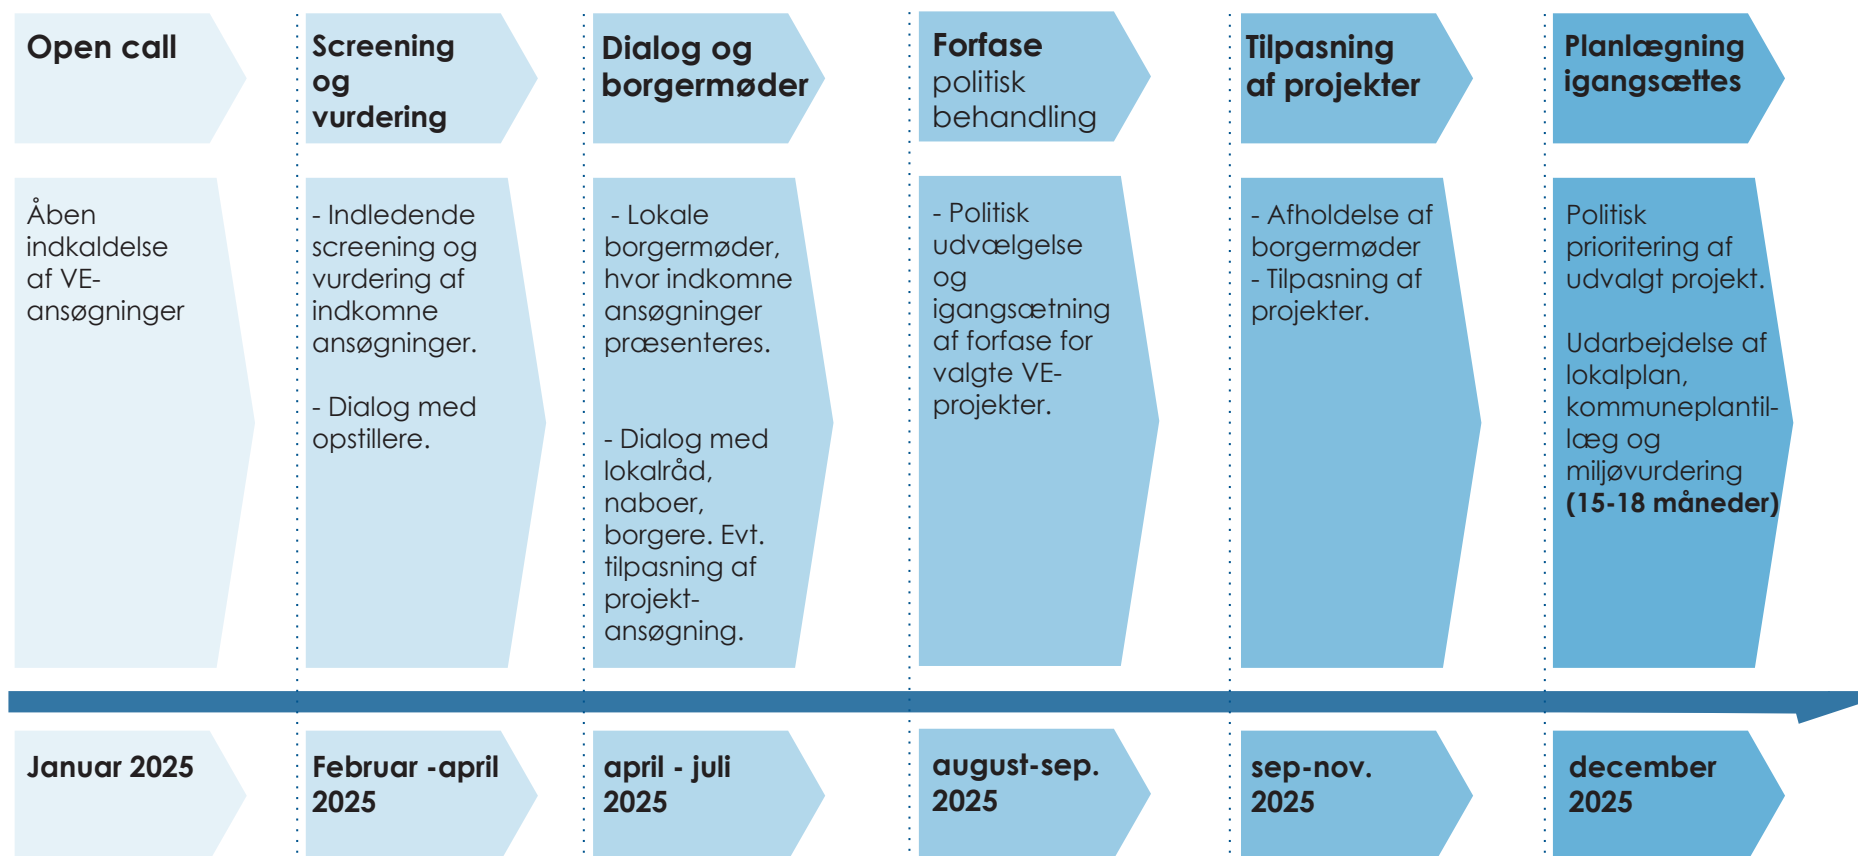 Open call
Screening
og
vurdering
Dialog og
borgermøder
Forfase
politisk
behandling
Tilpasning
af projekter
Planlægning
igangsættes
Åben
indkaldelse
af VE-
ansøgninger
- Indledende
screening og
vurdering af
indkomne
ansøgninger.
- Dialog med
opstillere.
- Lokale
borgermøder,
hvor indkomne
ansøgninger
præsenteres.
- Dialog med
lokalråd,
naboer,
borgere. Evt.
tilpasning af
projekt-
ansøgning.
- Politisk
udvælgelse
og
igangsætning
af forfase for
valgte VE-
projekter.
- Afholdelse af
borgermøder
- Tilpasning af
projekter.
Politisk
prioritering af
udvalgt projekt.
Udarbejdelse af
lokalplan,
kommuneplantil-
læg og
miljøvurdering
(15-18 måneder)
Januar 2025
Februar -april
2025
april - juli
2025
august-sep.
2025
sep-nov.
2025
december
2025